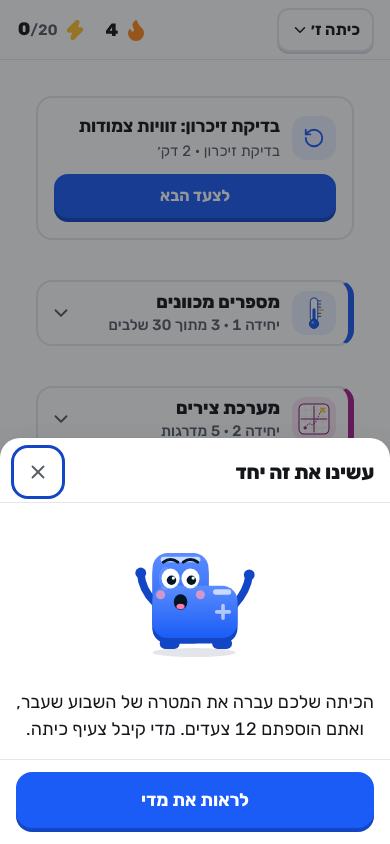 כיתה ז׳
4
0/20
בדיקת זיכרון: זוויות צמודות
בדיקת זיכרון • 2 דק׳
לצעד הבא
מספרים מכוונים
יחידה 1 • 3 מתוך 30 שלבים
מערכת צירים
יחידה 2 • 5 מדרגות
עשינו את זה יחד
הכיתה שלכם עברה את המטרה של השבוע שעבר,
ואתם הוספתם 12 צעדים. מדי קיבל צעיף כיתה.
לראות את מדי